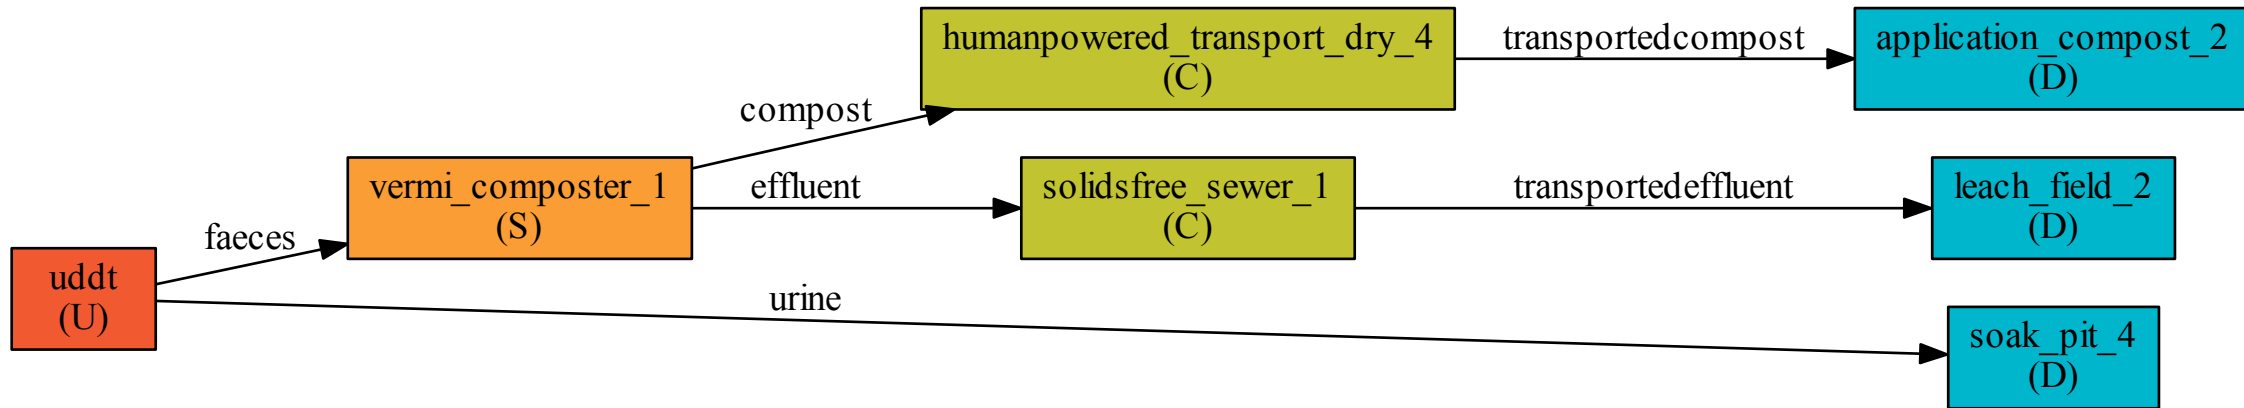 humanpowered_transport_dry_4
(C)
transportedcompost
application_compost_2
(D)
compost
vermi_composter_1
(S)
effluent
solidsfree_sewer_1
(C)
transportedeffluent
leach_field_2
(D)
faeces
uddt
(U)
urine
soak_pit_4
(D)